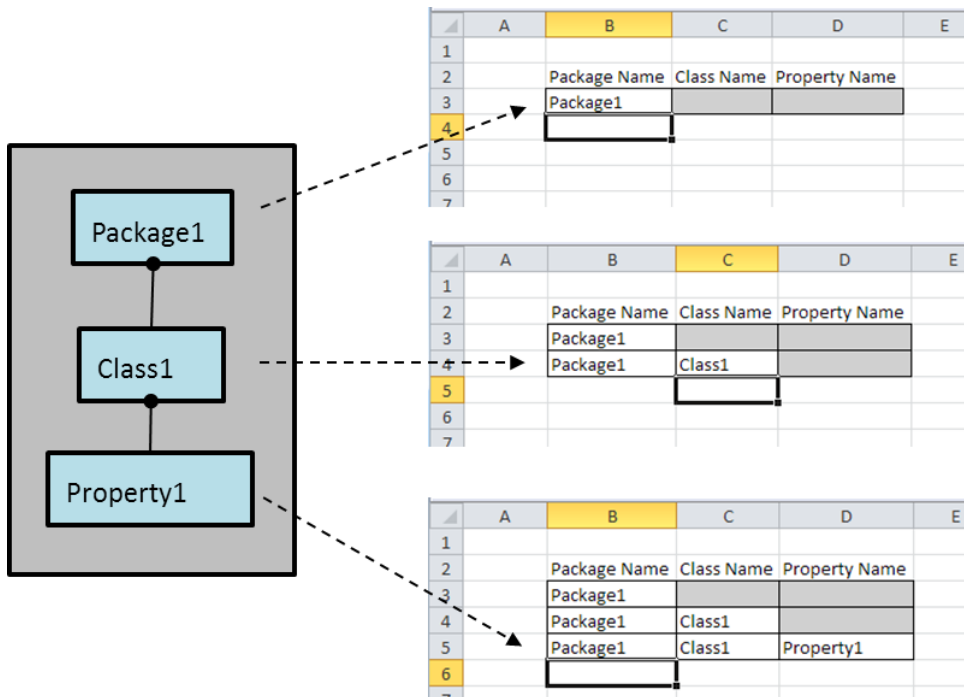 Package1
Class1
Property1
A B C D E
1
2 Package Name Class Name Property Name
3 Package1
4
5
6
7
A B C D E
1
2 Package Name Class Name Property Name
3 Package1
4 Package1 Class1
5
6
7
A B C D E
1
2 Package Name Class Name Property Name
3 Package1
4 Package1 Class1
5 Package1 Class1 Property1
6